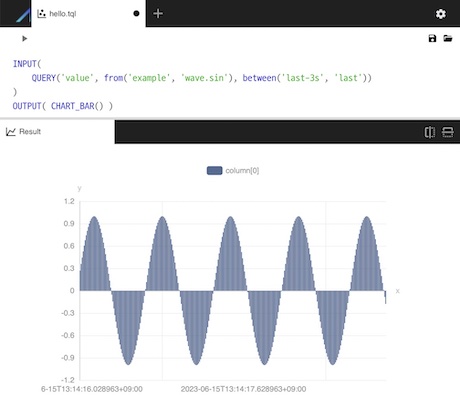 hello.tql
INPUT(
QUERY('value', from('example', 'wave.sin'), between('last-3s', 'last'))
)
OUTPUT( CHART_BAR() )
Result
column[0]
y
1.2
0.9
0.6
0.3
0
x
-0.3
-0.6
-0.9
-1.2
6-15T13:14:16.028963+09:00 2023-06-15T13:14:17.628963+09:00